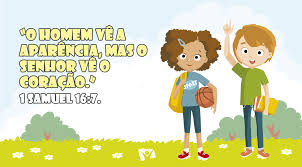 "O HOMEM VÊ A
APARÊNCIA, MAS O
SENHOR VÊ O
CORAÇÃO."
1 SAMUEL 16:7.